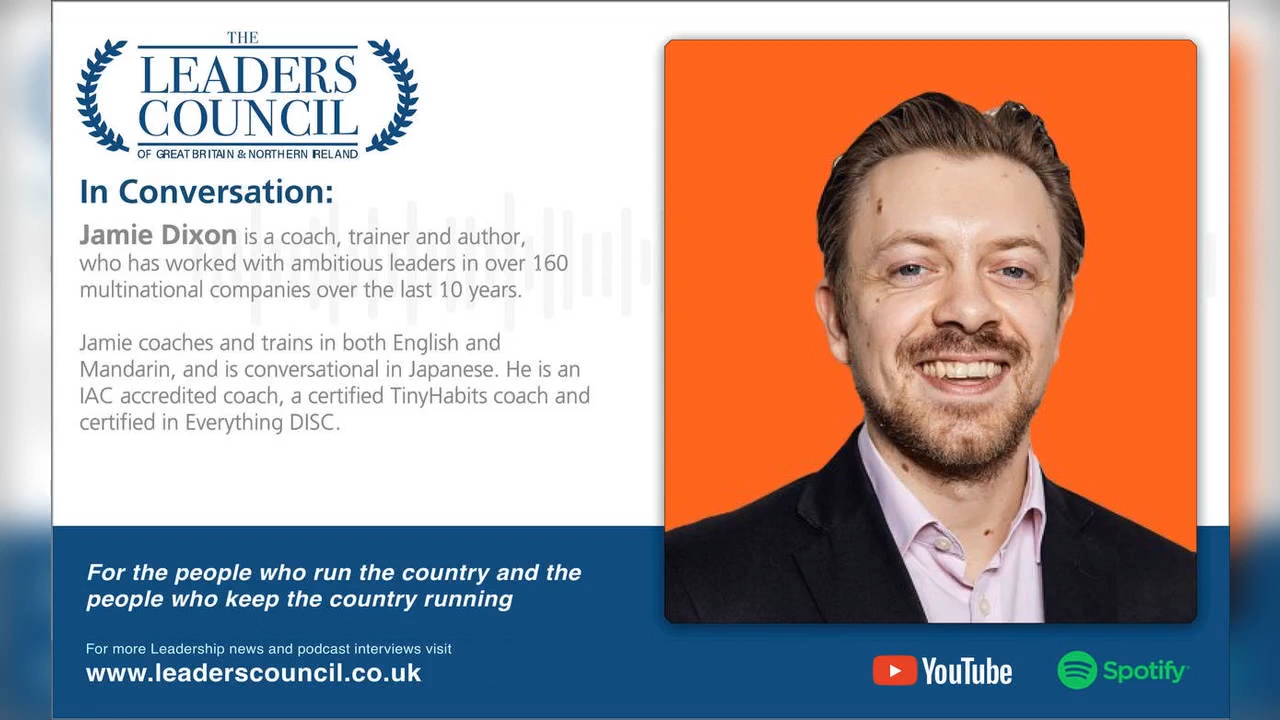 THE
LEADERS
COUNCIL
OF GREAT BRITAIN & NORTHERN IRELAND
In Conversation:
Jamie Dixon is a coach, trainer and author,
who has worked with ambitious leaders in over 160
multinational companies over the last 10 years.
Jamie coaches and trains in both English and
Mandarin, and is conversational in Japanese. He is an
IAC accredited coach, a certified TinyHabits coach and
certified in Everything DISC.
For the people who run the country and the
people who keep the country running
For more Leadership news and podcast interviews visit
www.leaderscouncil.co.uk
YouTube
Spotify